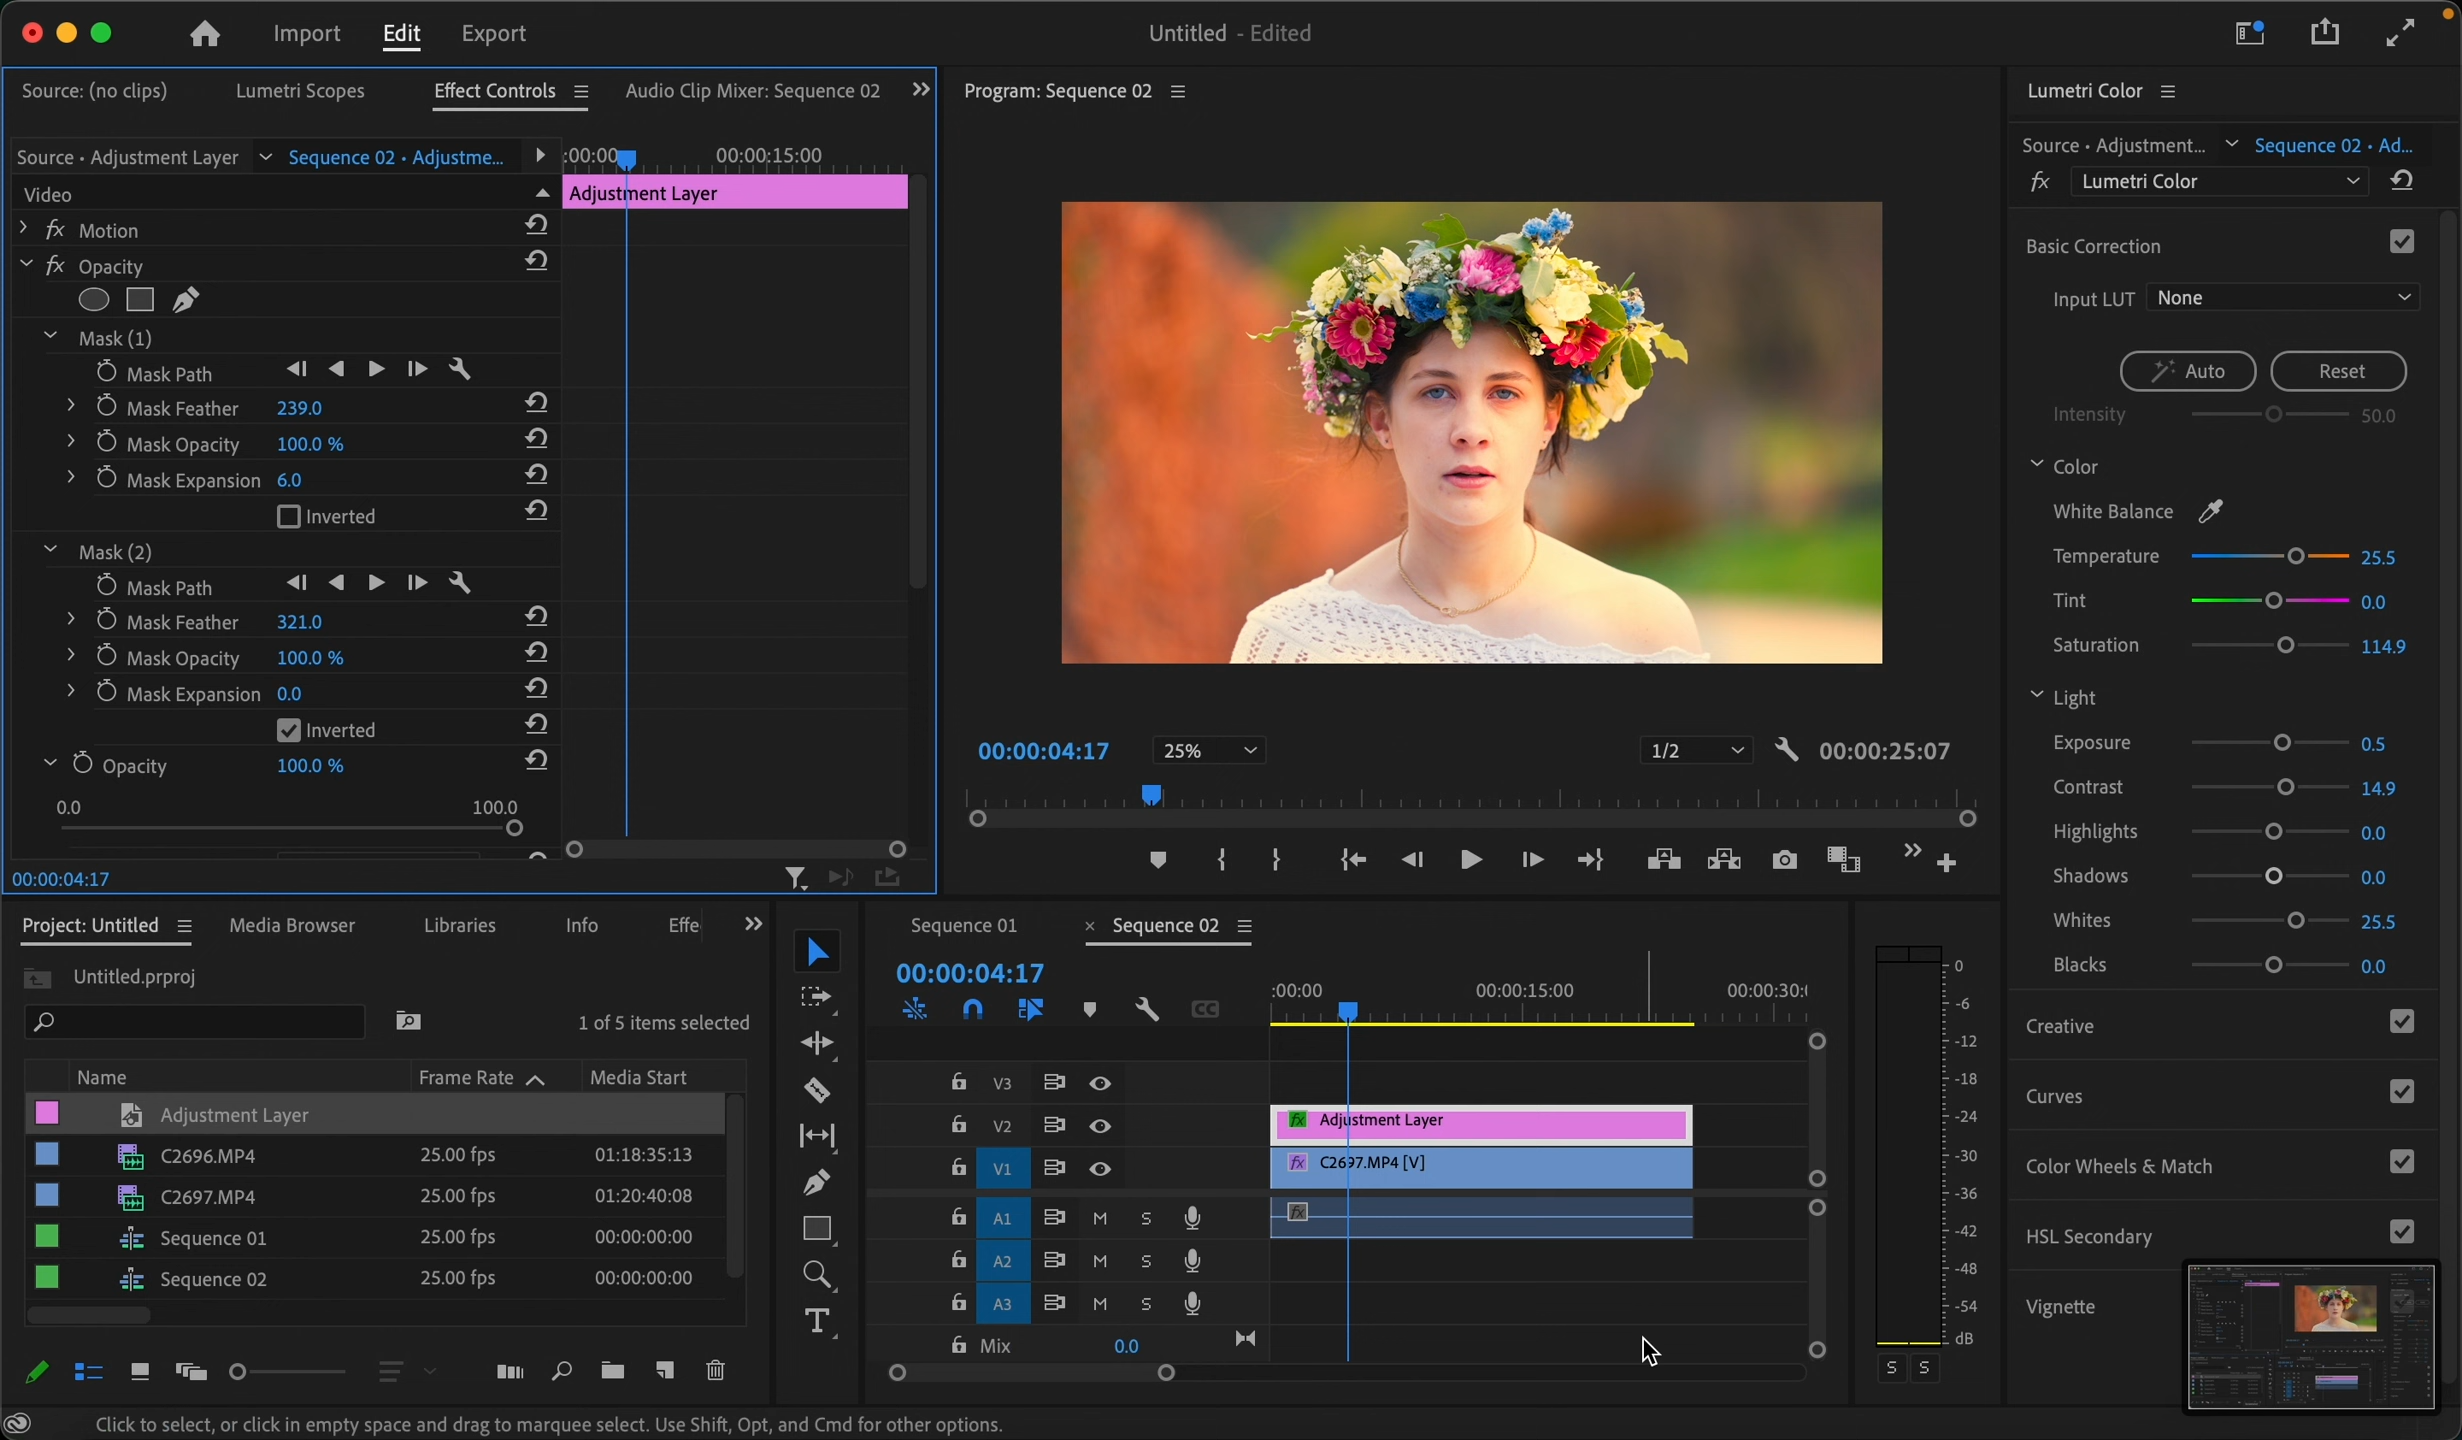 Import Edit Export Untitled - Edited
Source: (no clips) Lumetri Scopes Effect Controls Audio Clip Mixer: Sequence 02
Source • Adjustment Layer Sequence 02 • Adjustme... :00:00 00:00:15:00
Video
Adjustment Layer
fx Motion
fx Opacity
Mask (1)
Mask Path
Mask Feather 239.0
Mask Opacity 100.0 %
Mask Expansion 6.0
Inverted
Mask (2)
Mask Path
Mask Feather 321.0
Mask Opacity 100.0 %
Mask Expansion 0.0
Inverted
Opacity 100.0 %
0.0 100.0
00:00:04:17
Program: Sequence 02
00:00:04:17 25% 1/2 00:00:25:07
Lumetri Color
Source • Adjustment... Sequence 02 • Ad...
fx Lumetri Color
Basic Correction
Input LUT None
Auto Reset
Intensity 50.0
Color
White Balance
Temperature 25.5
Tint 0.0
Saturation 114.9
Light
Exposure 0.5
Contrast 14.9
Highlights 0.0
Shadows 0.0
Whites 25.5
Blacks 0.0
Creative
Curves
Color Wheels & Match
HSL Secondary
Vignette
Project: Untitled Media Browser Libraries Info Effe
Untitled.prproj
1 of 5 items selected
Name Frame Rate Media Start
Adjustment Layer
C2696.MP4 25.00 fps 01:18:35:13
C2697.MP4 25.00 fps 01:20:40:08
Sequence 01 25.00 fps 00:00:00:00
Sequence 02 25.00 fps 00:00:00:00
T
Sequence 01 × Sequence 02
00:00:04:17
:00:00 00:00:15:00 00:00:30:(
CC
V3
V2 fx Adjustment Layer
V1 fx C2697.MP4 [V]
A1 M S fx
A2 M S
A3 M S
Mix 0.0
0
-6
-12
-18
-24
-30
-36
-42
-48
-54
dB
S S
Click to select, or click in empty space and drag to marquee select. Use Shift, Opt, and Cmd for other options.